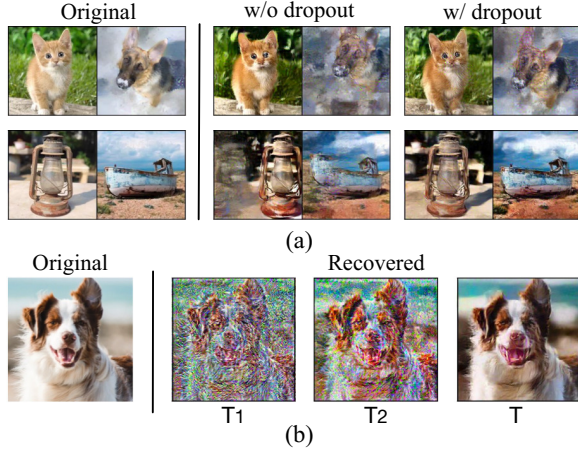 Original w/o dropout w/ dropout
(a)
Original Recovered
T1 T2 T
(b)